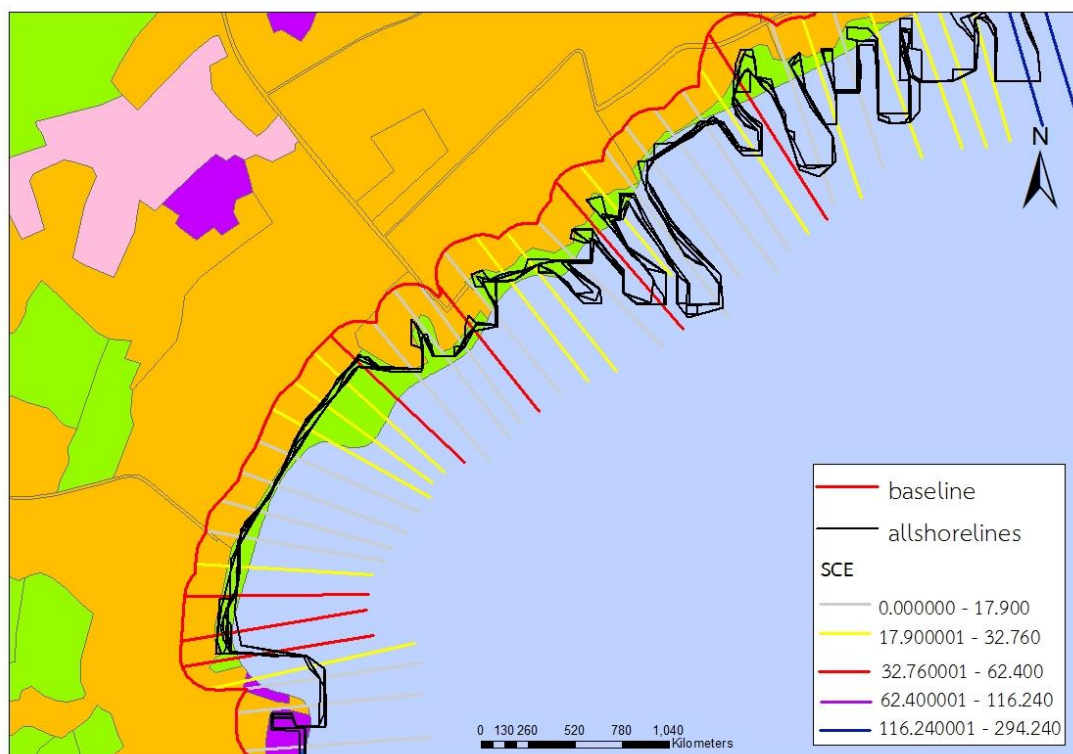 N
baseline
allshorelines
SCE
0.000000 - 17.900
17.900001 - 32.760
32.760001 - 62.400
62.400001 - 116.240
116.240001 - 294.240
0 130 260 520 780 1,040
Kilometers